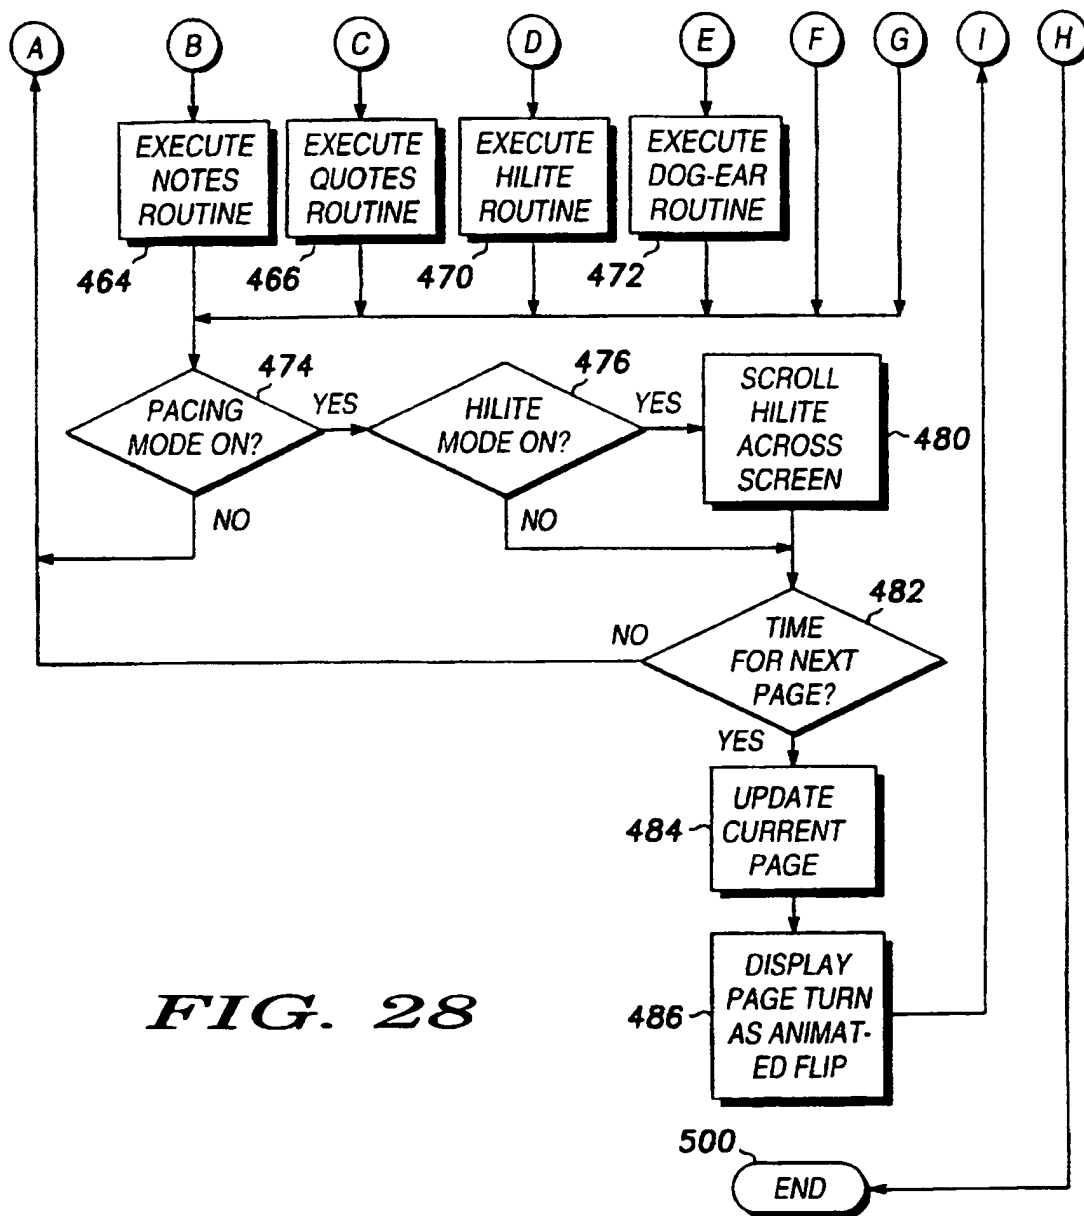 A B C D E F G I H
EXECUTE
NOTES
ROUTINE
464
EXECUTE
QUOTES
ROUTINE
466
EXECUTE
HILITE
ROUTINE
470
EXECUTE
DOG-EAR
ROUTINE
472
PACING
MODE ON?
474
YES
NO
HILITE
MODE ON?
476
YES
NO
SCROLL
HILITE
ACROSS
SCREEN
480
TIME
FOR NEXT
PAGE?
482
NO
YES
UPDATE
CURRENT
PAGE
484
DISPLAY
PAGE TURN
AS ANIMAT-
ED FLIP
486
FIG. 28
500
END